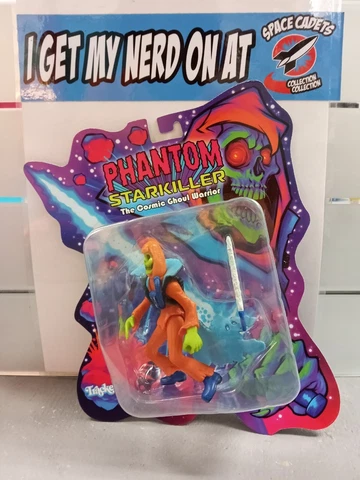 I GET MY NERD ON AT
SPACE CADETS
COLLECTION
COLLECTION
PHANTOM
STARKILLER
The Cosmic Ghoul Warrior